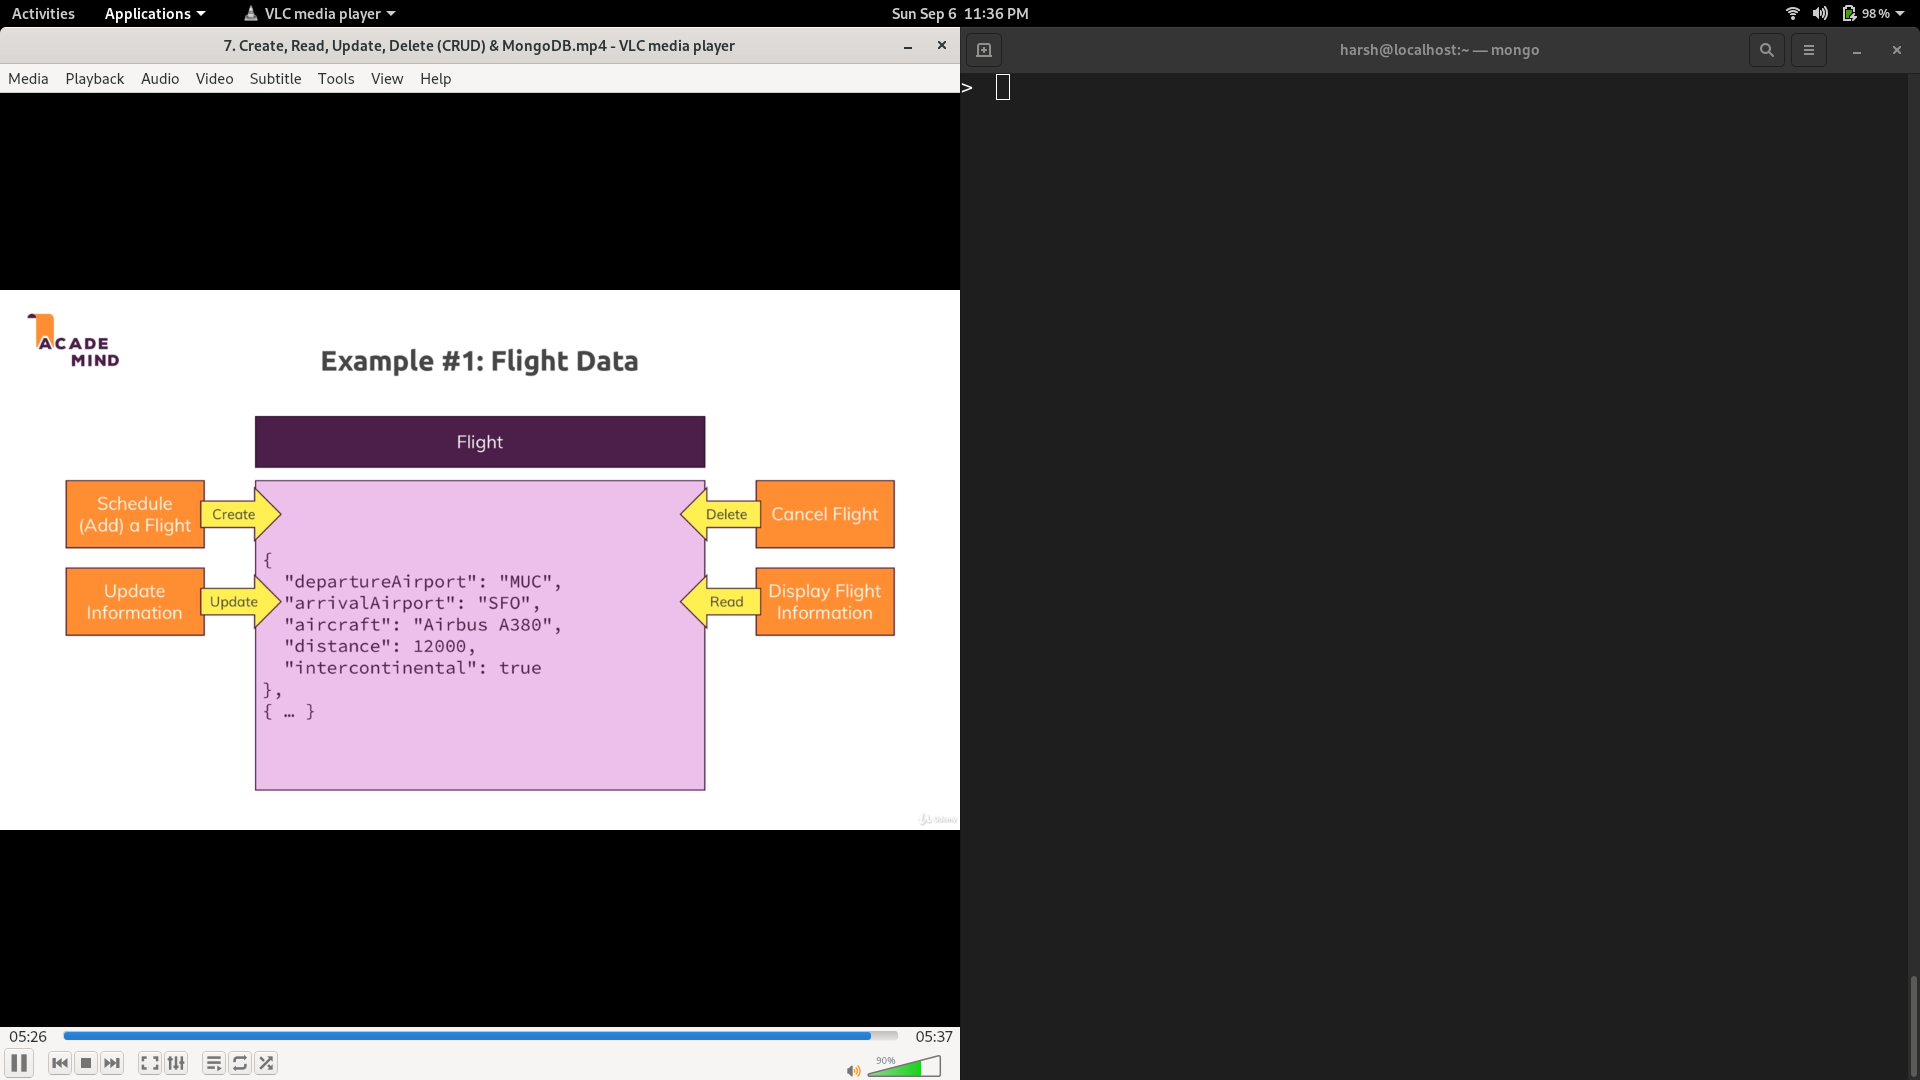 Activities Applications VLC media player Sun Sep 6 11:36 PM 98%
7. Create, Read, Update, Delete (CRUD) & MongoDB.mp4 - VLC media player
Media Playback Audio Video Subtitle Tools View Help
ACADE
MIND
Example #1: Flight Data
Flight
Schedule
(Add) a Flight
Create
Delete
Cancel Flight
Update
Information
Update
Read
Display Flight
Information
{
"departureAirport": "MUC",
"arrivalAirport": "SFO",
"aircraft": "Airbus A380",
"distance": 12000,
"intercontinental": true
},
{ … }
Udemy
05:26 05:37
90%
harsh@localhost:~ — mongo
>